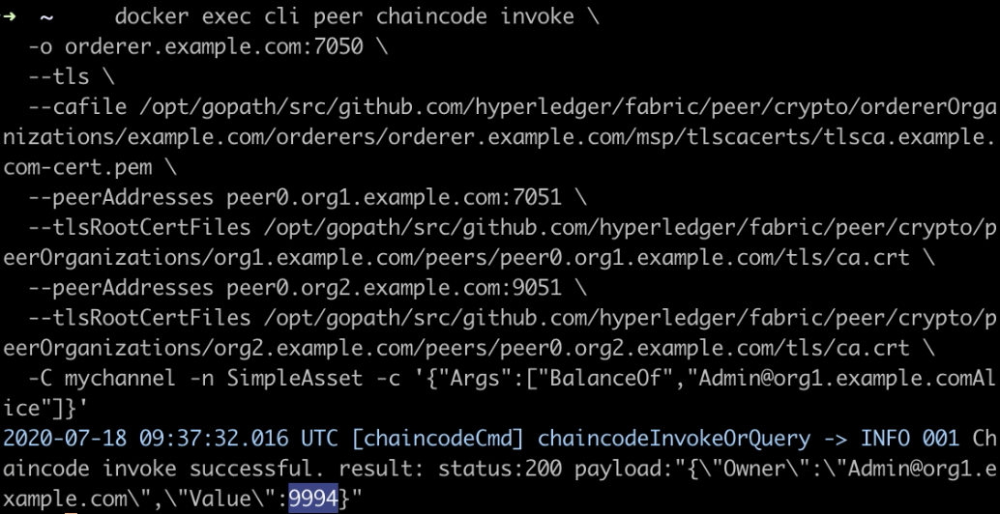 ➜  ~     docker exec cli peer chaincode invoke \
  -o orderer.example.com:7050 \
  --tls \
  --cafile /opt/gopath/src/github.com/hyperledger/fabric/peer/crypto/ordererOrga
nizations/example.com/orderers/orderer.example.com/msp/tlscacerts/tlsca.example.
com-cert.pem \
  --peerAddresses peer0.org1.example.com:7051 \
  --tlsRootCertFiles /opt/gopath/src/github.com/hyperledger/fabric/peer/crypto/p
eerOrganizations/org1.example.com/peers/peer0.org1.example.com/tls/ca.crt \
  --peerAddresses peer0.org2.example.com:9051 \
  --tlsRootCertFiles /opt/gopath/src/github.com/hyperledger/fabric/peer/crypto/p
eerOrganizations/org2.example.com/peers/peer0.org2.example.com/tls/ca.crt \
  -C mychannel -n SimpleAsset -c '{"Args":["BalanceOf","Admin@org1.example.comAl
ice"]}'
2020-07-18 09:37:32.016 UTC [chaincodeCmd] chaincodeInvokeOrQuery -> INFO 001 Ch
aincode invoke successful. result: status:200 payload:"{\"Owner\":\"Admin@org1.e
xample.com\",\"Value\":9994}"